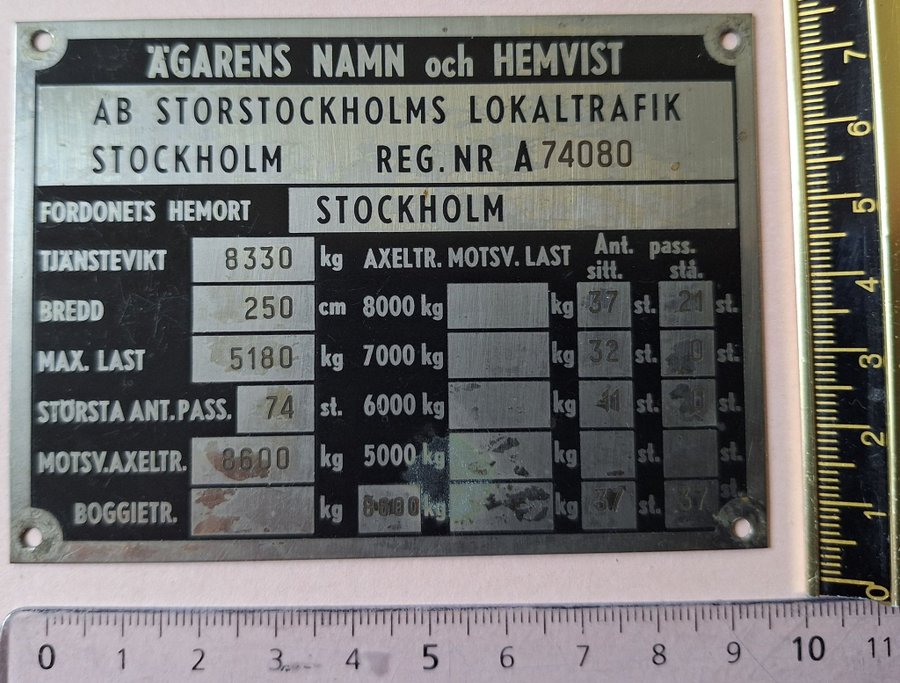 ÄGARENS NAMN och HEMVIST
AB STORSTOCKHOLMS LOKALTRAFIK
STOCKHOLM REG.NR A 74080
FORDONETS HEMORT STOCKHOLM
Ant. pass.
TJÄNSTEVIKT 8330 kg AXELTR. MOTSV. LAST sitt. stå.
BREDD 250 cm 8000 kg kg 37 st. 21 st.
MAX. LAST 5180 kg 7000 kg kg 32 st. 0 st.
STÖRSTA ANT. PASS. 74 st. 6000 kg kg st. st.
MOTSV. AXELTR. 8600 kg 5000 kg kg st. st.
BOGGIETR. kg kg kg 37 st. 37 st.
7
6
5
4
3
2
1
0
0 1 2 3 4 5 6 7 8 9 10 11